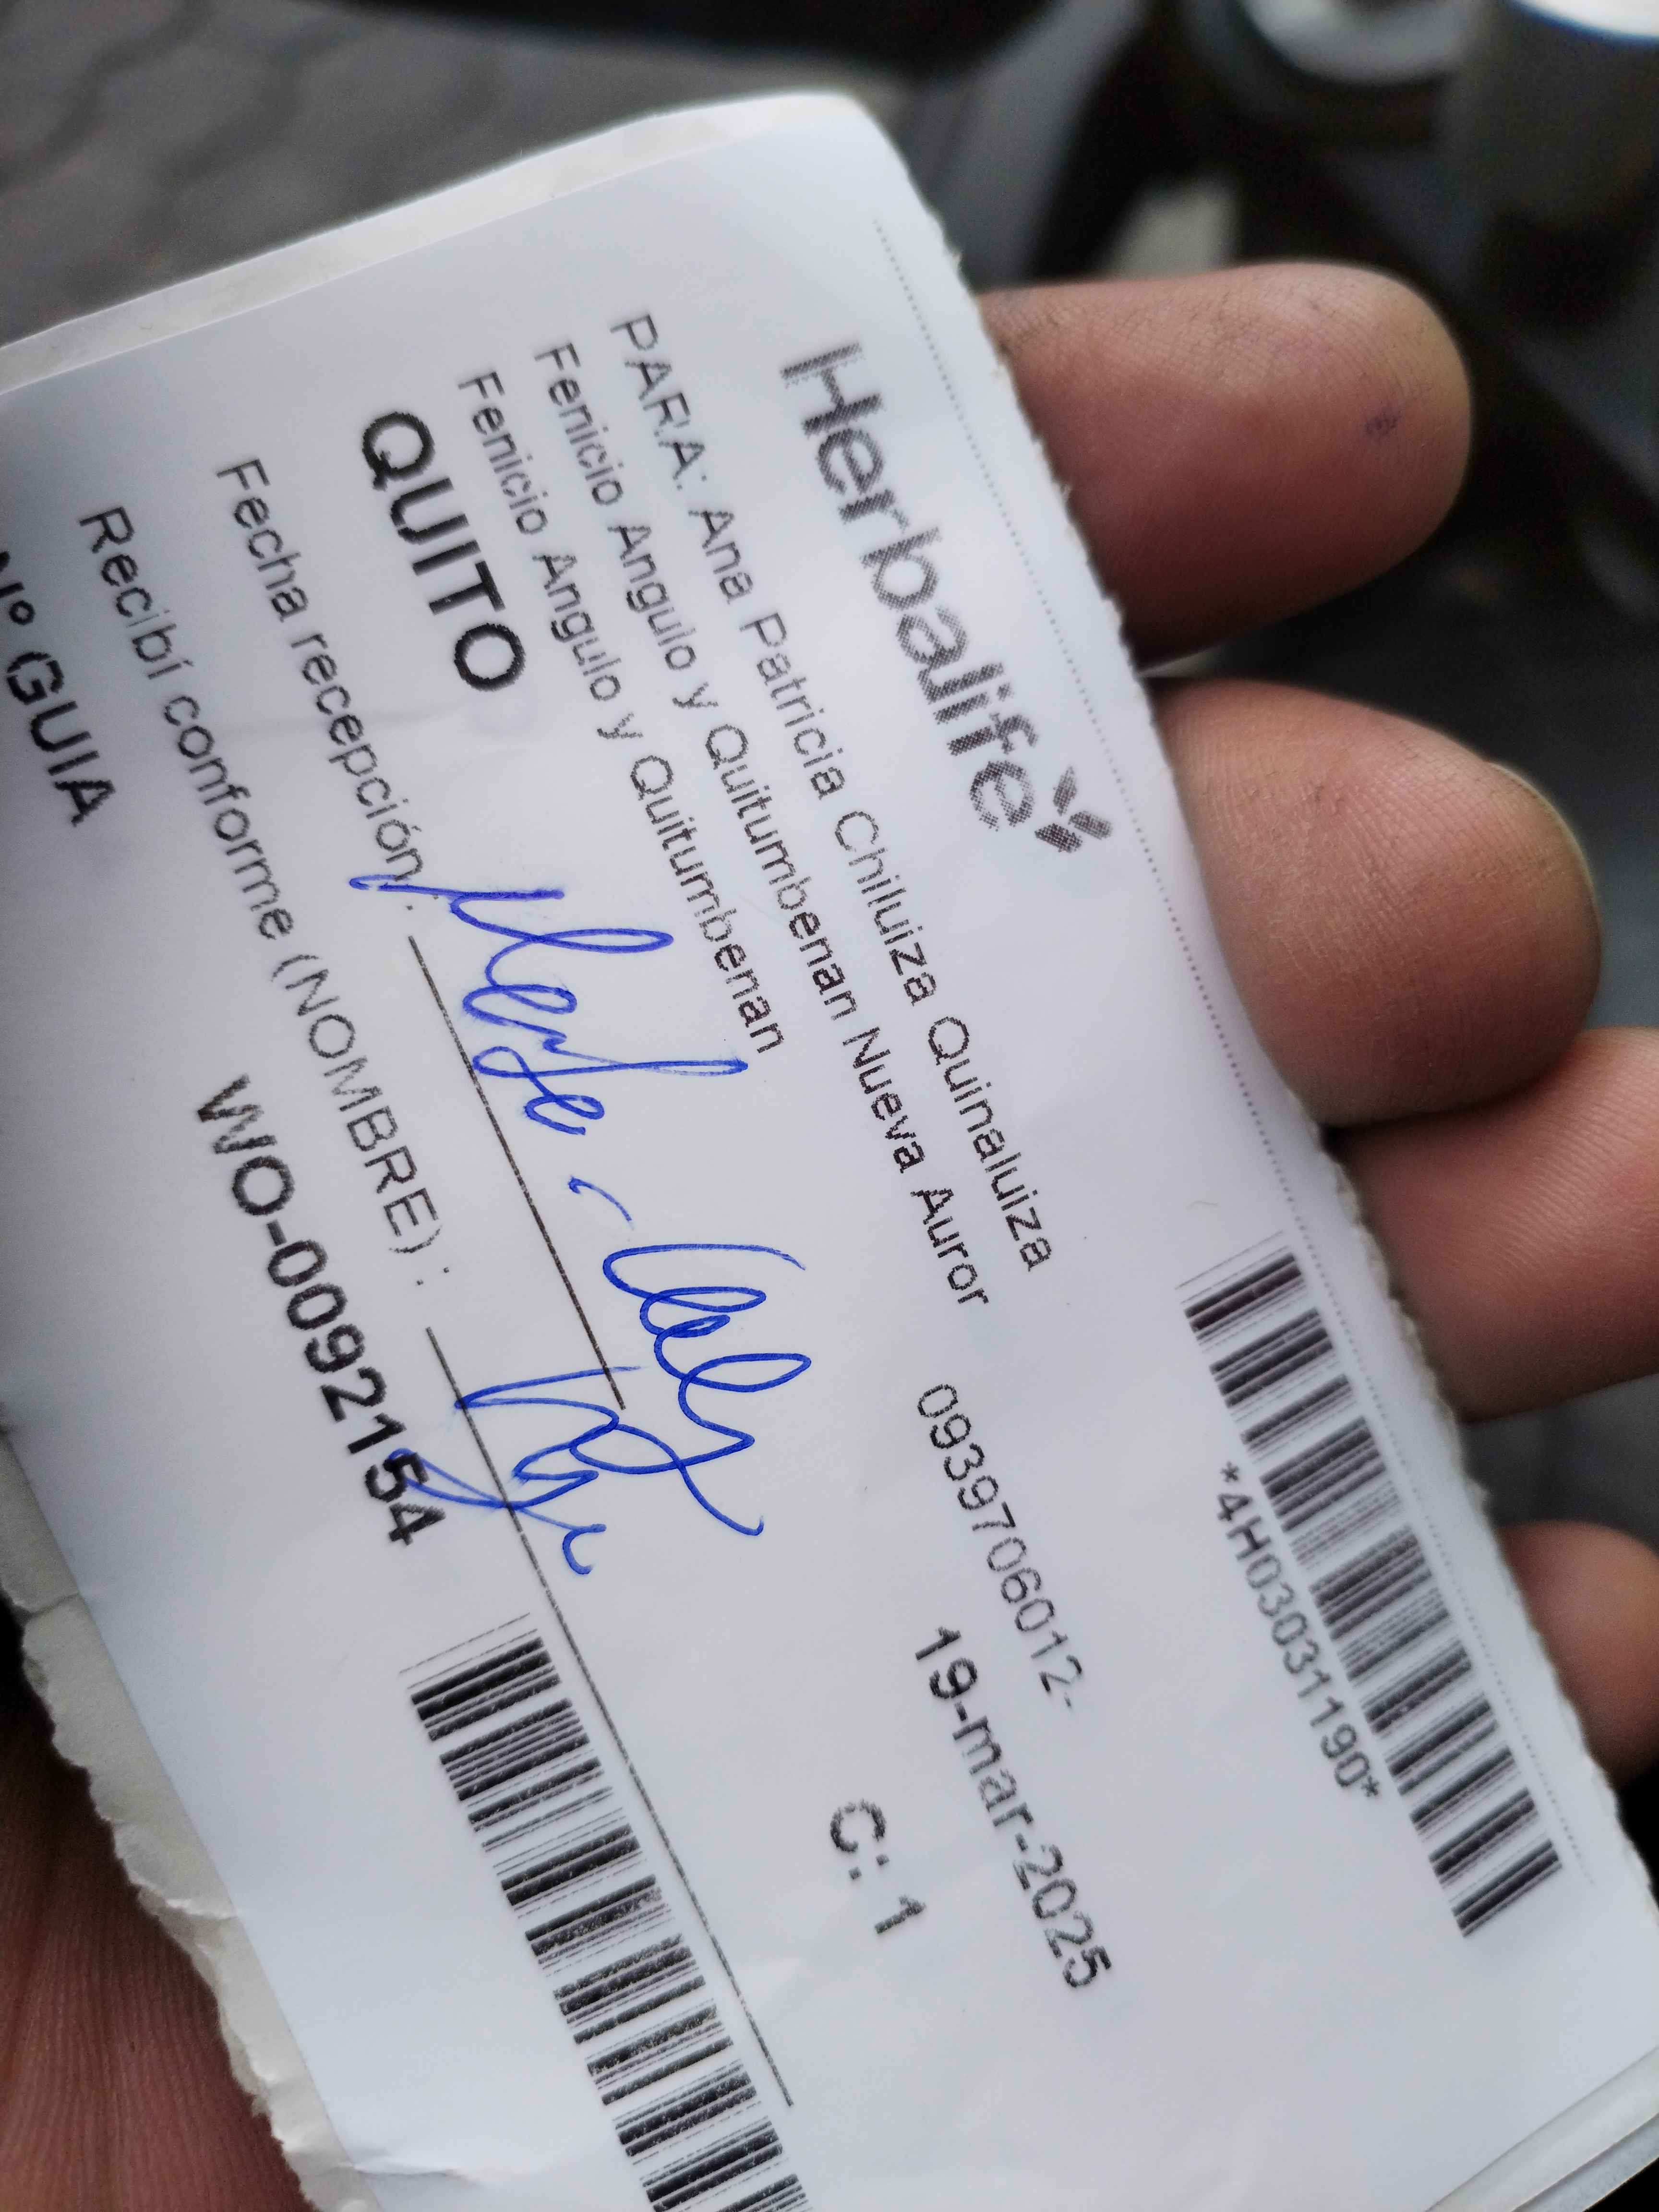 Herbalife
*4H03031190*
PARA: Ana Patricia Chiluiza Quinaluiza
0939706012-
Fenicio Angulo y Quitumbenan Nueva Auror
19-mar-2025
Fenicio Angulo y Quitumbenan
C: 1
QUITO
Fecha recepción :
Recibí conforme (NOMBRE) :
Nº GUIA
WO-0092154